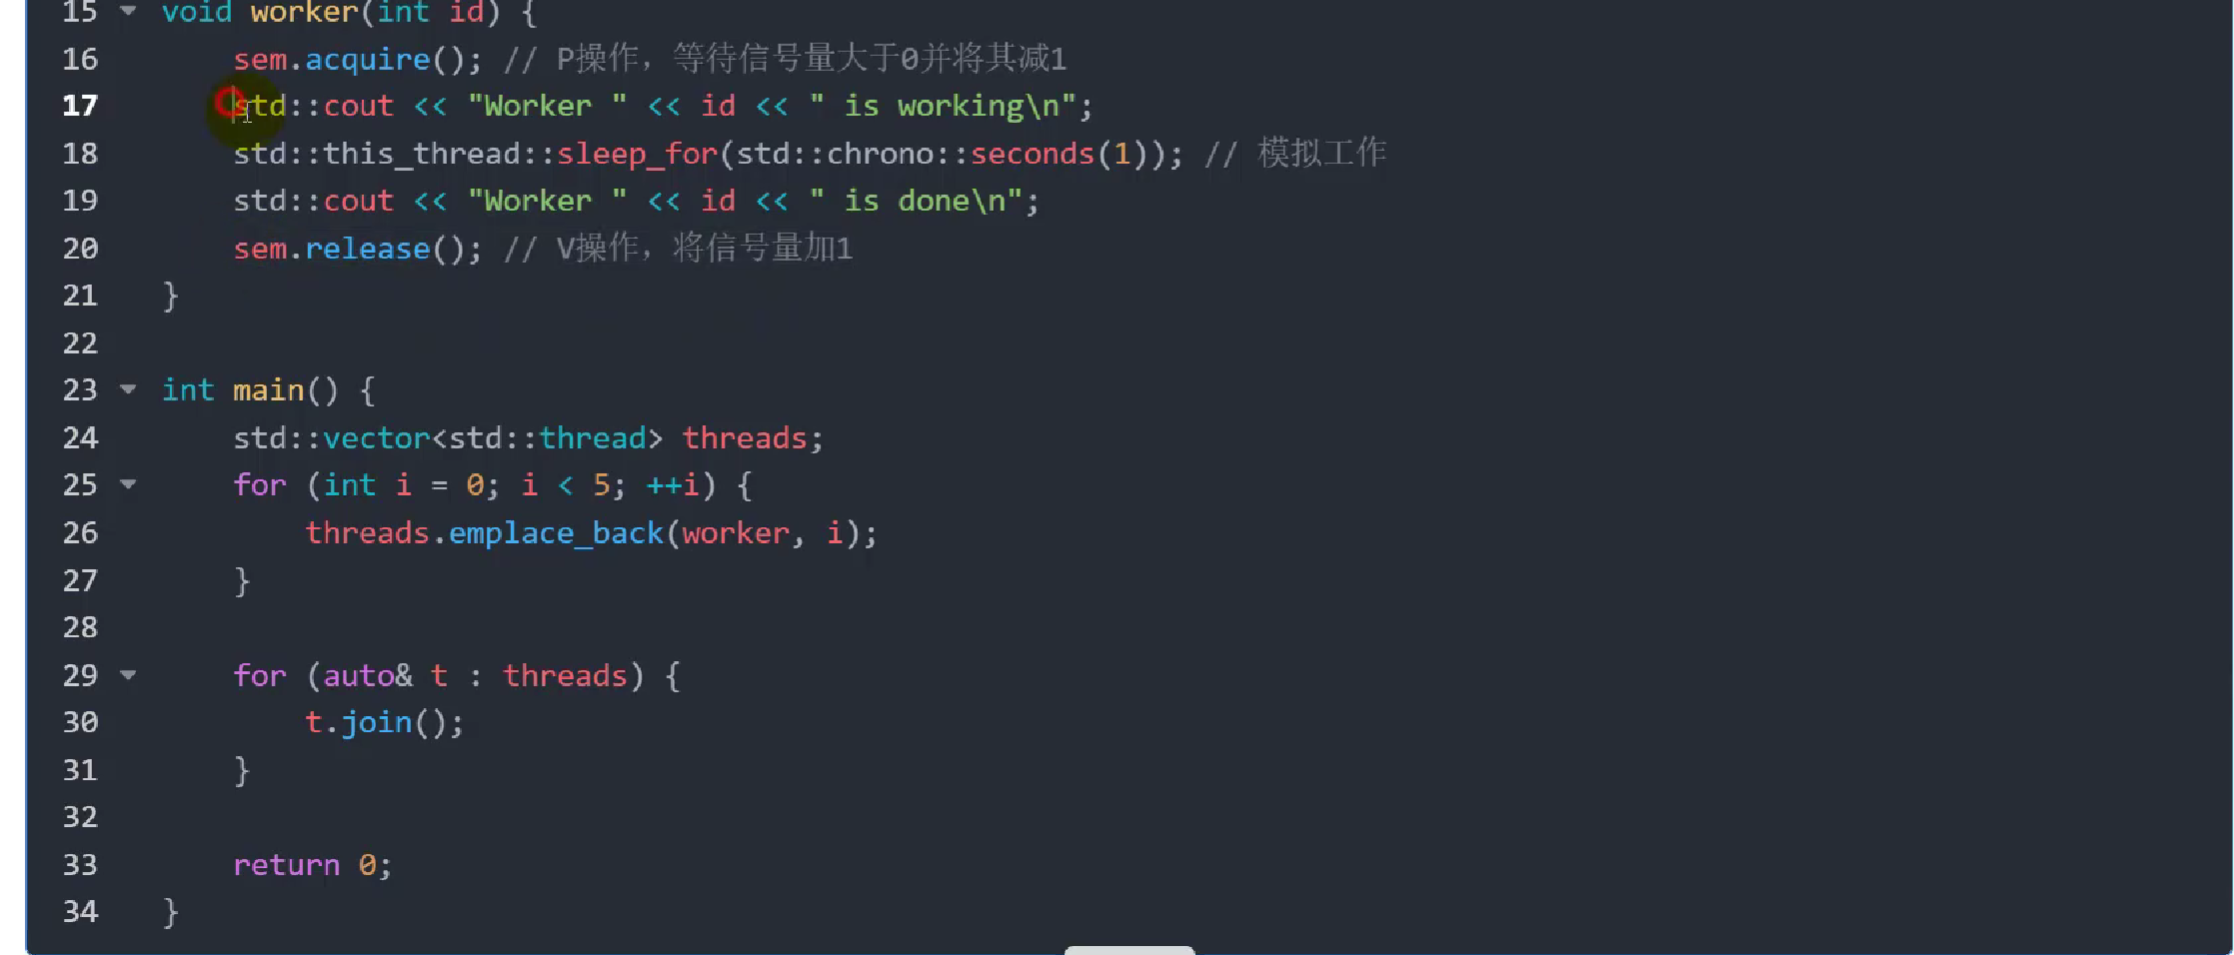 15 void worker(int id) {
16 sem.acquire(); // P操作，等待信号量大于0并将其减1
17 std::cout << "Worker " << id << " is working\n";
18 std::this_thread::sleep_for(std::chrono::seconds(1)); // 模拟工作
19 std::cout << "Worker " << id << " is done\n";
20 sem.release(); // V操作，将信号量加1
21 }
22
23 int main() {
24 std::vector<std::thread> threads;
25 for (int i = 0; i < 5; ++i) {
26 threads.emplace_back(worker, i);
27 }
28
29 for (auto& t : threads) {
30 t.join();
31 }
32
33 return 0;
34 }